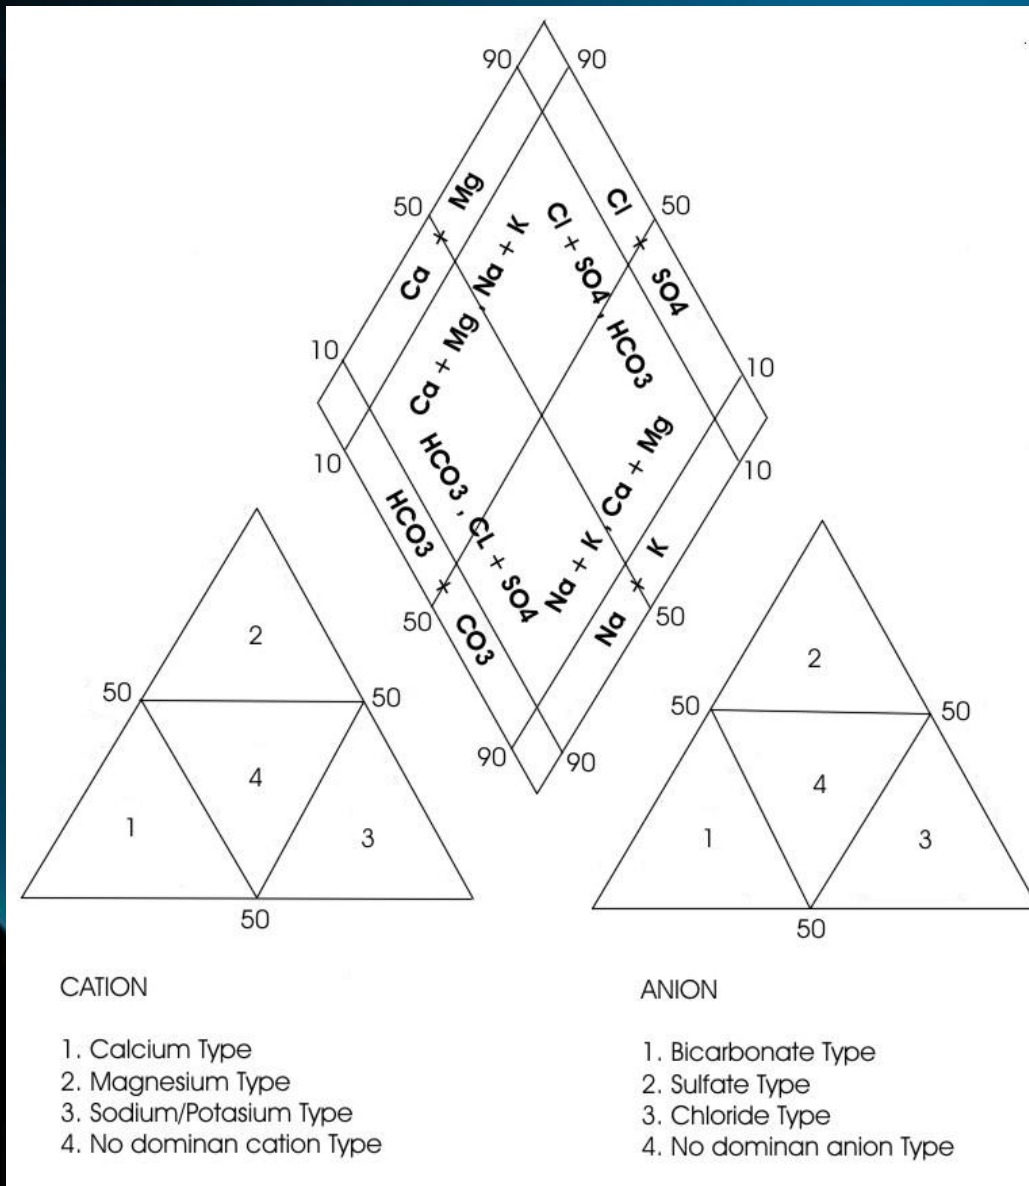 90 90
Ca + Mg
Cl + SO4
50 50
Ca + Mg , Na + K
Cl + SO4 , HCO3
10 10
10 10
HCO3 + CO3
HCO3 , CL + SO4
Na + K , Ca + Mg
Na + K
50 50
90 90
2
50 50
4
1
3
50
2
50 50
4
1
3
50
CATION
1. Calcium Type
2. Magnesium Type
3. Sodium/Potasium Type
4. No dominan cation Type
ANION
1. Bicarbonate Type
2. Sulfate Type
3. Chloride Type
4. No dominan anion Type